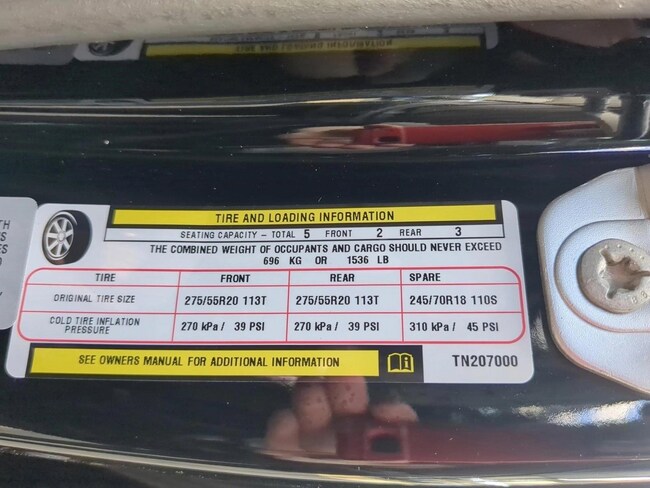 TIRE AND LOADING INFORMATION
SEATING CAPACITY – TOTAL 5 FRONT 2 REAR 3
THE COMBINED WEIGHT OF OCCUPANTS AND CARGO SHOULD NEVER EXCEED
696 KG OR 1536 LB
TIRE FRONT REAR SPARE
ORIGINAL TIRE SIZE 275/55R20 113T 275/55R20 113T 245/70R18 110S
COLD TIRE INFLATION PRESSURE 270 kPa / 39 PSI 270 kPa / 39 PSI 310 kPa / 45 PSI
SEE OWNERS MANUAL FOR ADDITIONAL INFORMATION TN207000